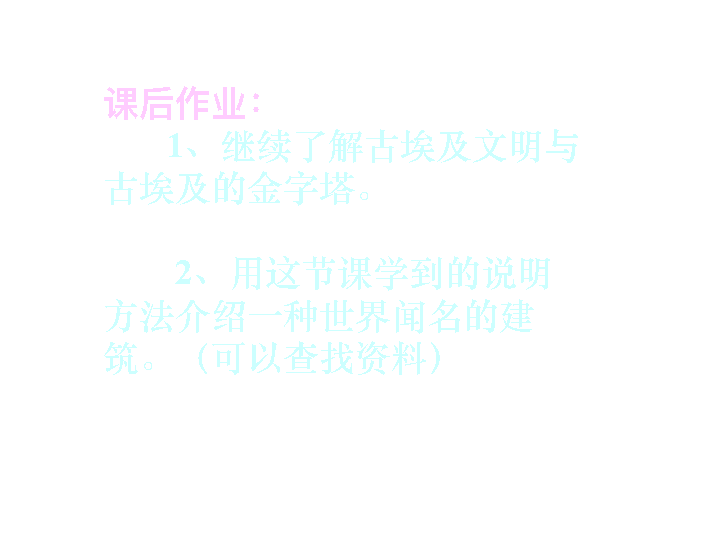 课后作业：
1、继续了解古埃及文明与
古埃及的金字塔。
2、用这节课学到的说明
方法介绍一种世界闻名的建
筑。（可以查找资料）